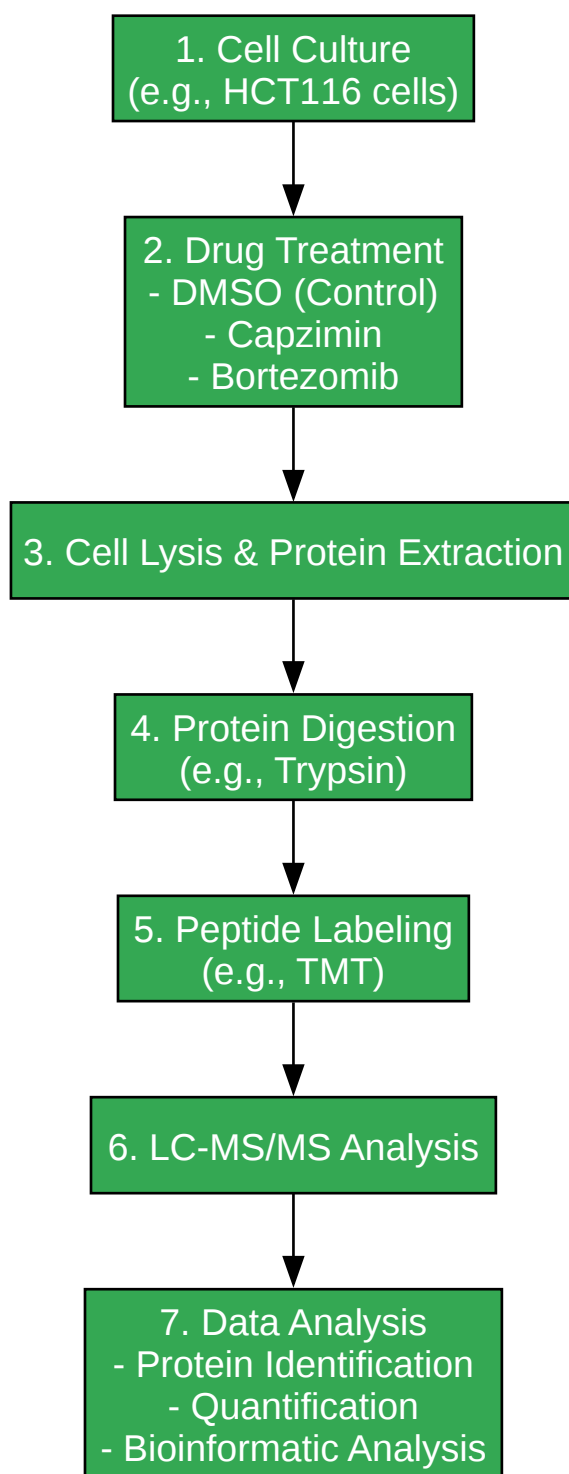 1. Cell Culture
(e.g., HCT116 cells)
2. Drug Treatment
- DMSO (Control)
- Capzimin
- Bortezomib
3. Cell Lysis & Protein Extraction
4. Protein Digestion
(e.g., Trypsin)
5. Peptide Labeling
(e.g., TMT)
6. LC-MS/MS Analysis
7. Data Analysis
- Protein Identification
- Quantification
- Bioinformatic Analysis